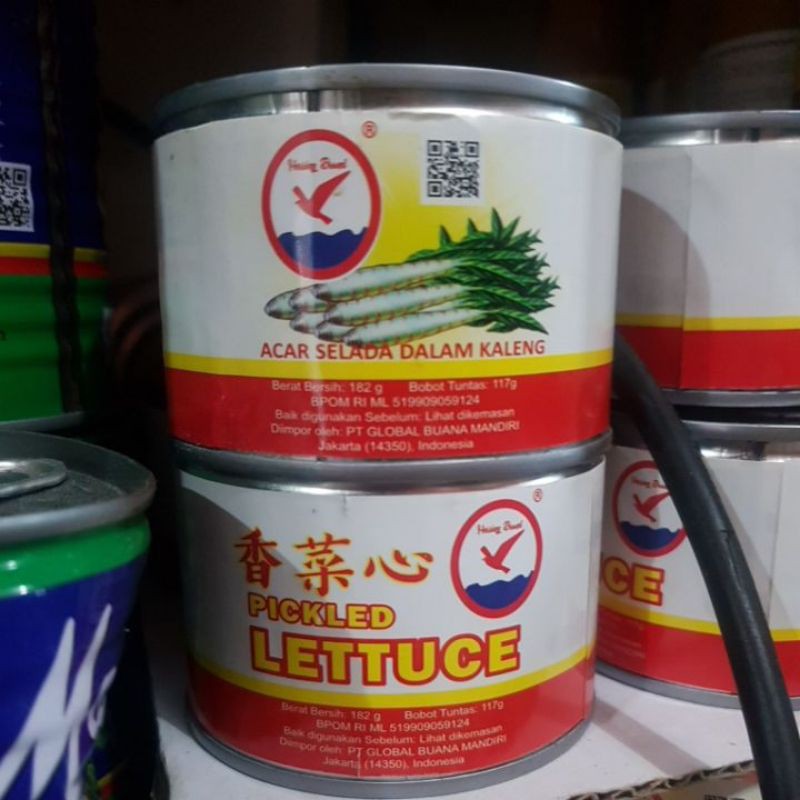 ®
ACAR SELADA DALAM KALENG
Berat Bersih: 182 g Bobot Tuntas: 117g
BPOM RI ML 519909059124
Baik digunakan Sebelum: Lihat dikemasan
Diimpor oleh: PT GLOBAL BUANA MANDIRI
Jakarta (14350), Indonesia
®
香菜心
PICKLED
LETTUCE
Berat Bersih: 182 g Bobot Tuntas: 117g
BPOM RI ML 519909059124
Baik digunakan Sebelum: Lihat dikemasan
Diimpor oleh: PT GLOBAL BUANA MANDIRI
Jakarta (14350), Indonesia
CE